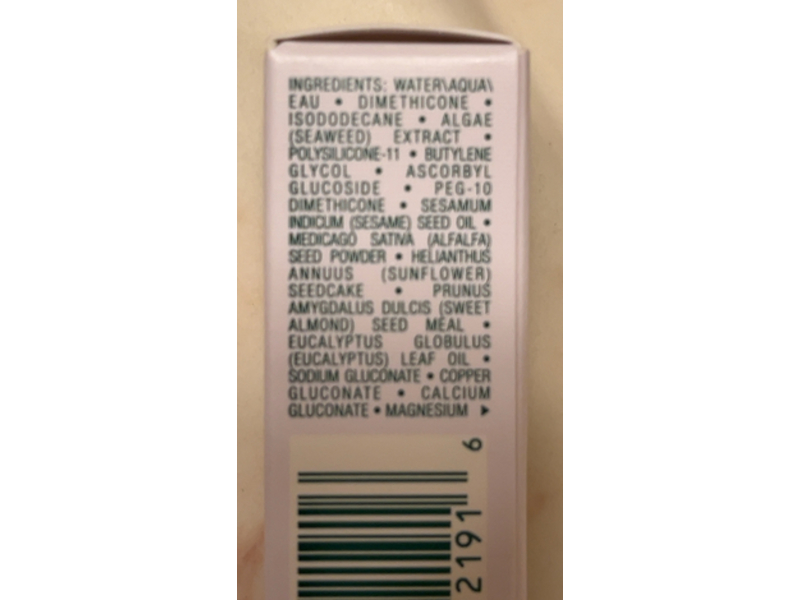 INGREDIENTS: WATER\AQUA\
EAU • DIMETHICONE •
ISODODECANE • ALGAE
(SEAWEED) EXTRACT •
POLYSILICONE-11 • BUTYLENE
GLYCOL • ASCORBYL
GLUCOSIDE • PEG-10
DIMETHICONE • SESAMUM
INDICUM (SESAME) SEED OIL •
MEDICAGO SATIVA (ALFALFA)
SEED POWDER • HELIANTHUS
ANNUUS (SUNFLOWER)
SEEDCAKE • PRUNUS
AMYGDALUS DULCIS (SWEET
ALMOND) SEED MEAL •
EUCALYPTUS GLOBULUS
(EUCALYPTUS) LEAF OIL •
SODIUM GLUCONATE • COPPER
GLUCONATE • CALCIUM
GLUCONATE • MAGNESIUM ►
6
2191